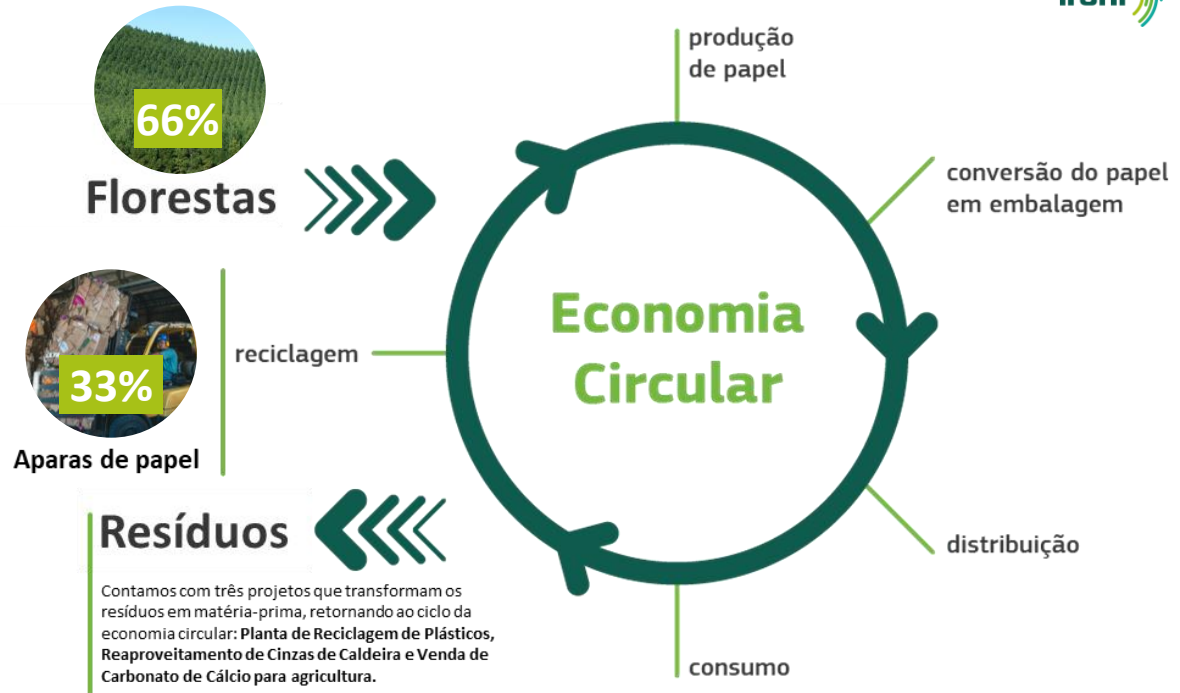 66%
Florestas
produção
de papel
conversão do papel
em embalagem
Economia
Circular
reciclagem
33%
Aparas de papel
Resíduos
Contamos com três projetos que transformam os
resíduos em matéria-prima, retornando ao ciclo da
economia circular: Planta de Reciclagem de Plásticos,
Reaproveitamento de Cinzas de Caldeira e Venda de
Carbonato de Cálcio para agricultura.
distribuição
consumo